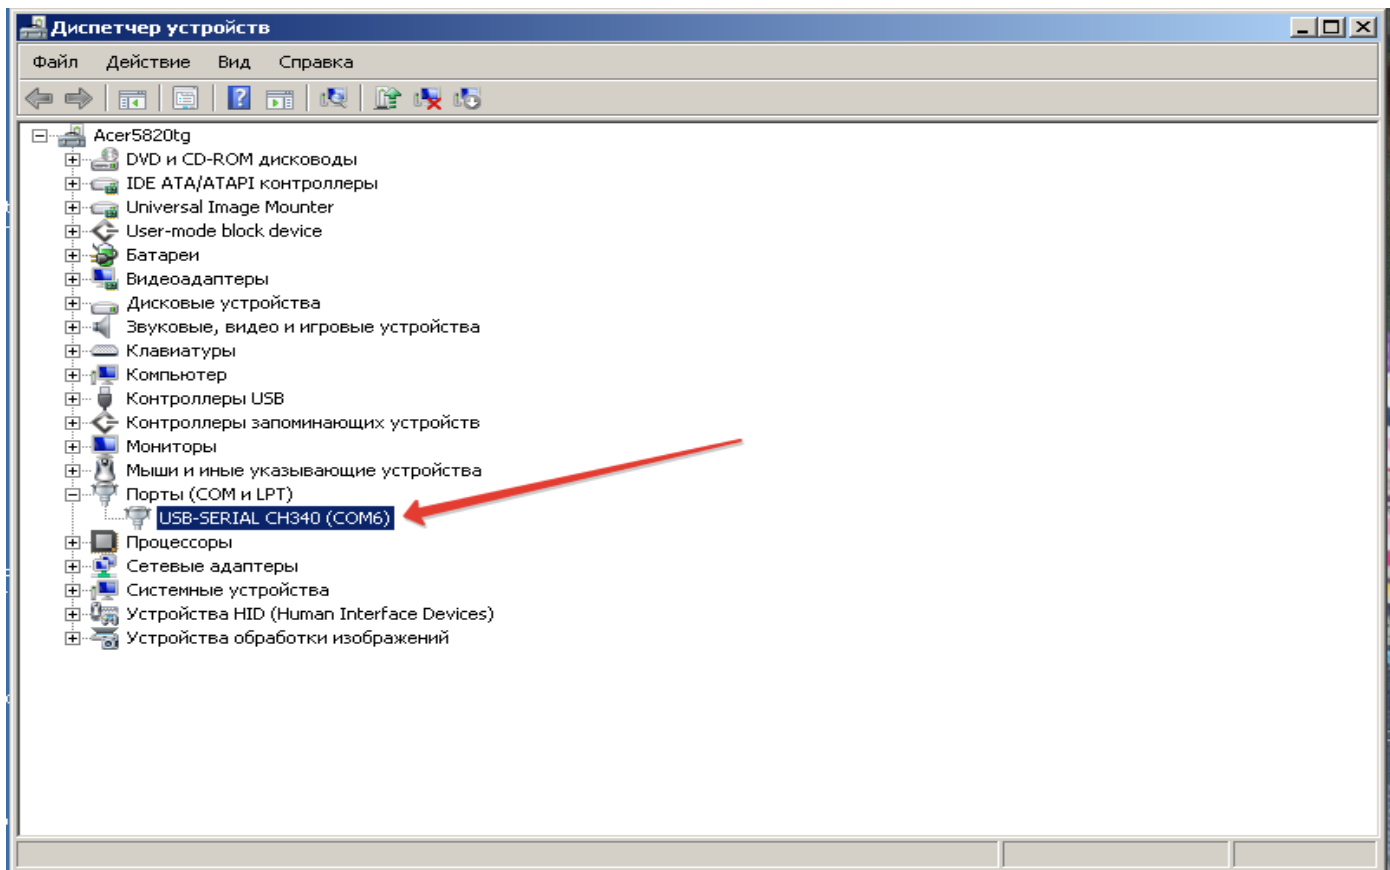 Диспетчер устройств
Файл Действие Вид Справка
Acer5820tg
DVD и CD-ROM дисководы
IDE ATA/ATAPI контроллеры
Universal Image Mounter
User-mode block device
Батареи
Видеоадаптеры
Дисковые устройства
Звуковые, видео и игровые устройства
Клавиатуры
Компьютер
Контроллеры USB
Контроллеры запоминающих устройств
Мониторы
Мыши и иные указывающие устройства
Порты (COM и LPT)
USB-SERIAL CH340 (COM6)
Процессоры
Сетевые адаптеры
Системные устройства
Устройства HID (Human Interface Devices)
Устройства обработки изображений